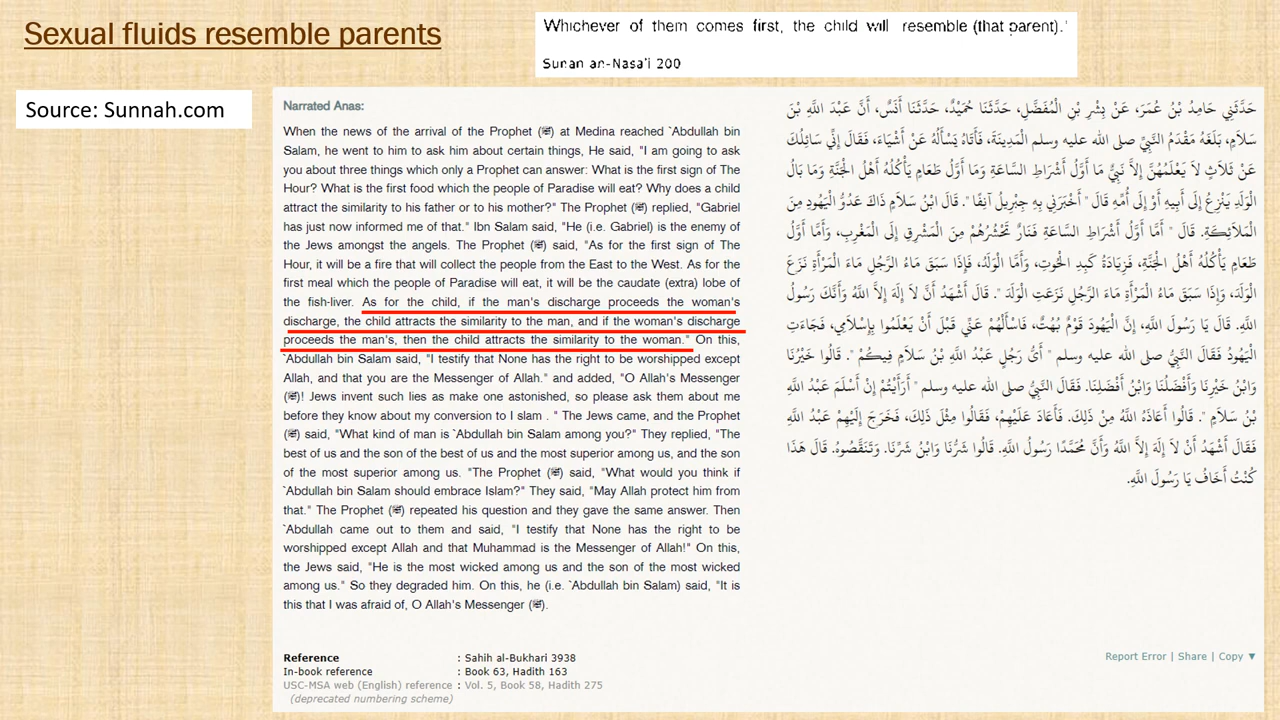 Sexual fluids resemble parents
Whichever of them comes first, the child will resemble (that parent).'
Sunan an-Nasa'i 200
Source: Sunnah.com
Narrated Anas:
When the news of the arrival of the Prophet (ﷺ) at Medina reached `Abdullah bin
Salam, he went to him to ask him about certain things, He said, "I am going to ask
you about three things which only a Prophet can answer: What is the first sign of The
Hour? What is the first food which the people of Paradise will eat? Why does a child
attract the similarity to his father or to his mother?" The Prophet (ﷺ) replied, "Gabriel
has just now informed me of that." Ibn Salam said, "He (i.e. Gabriel) is the enemy of
the Jews amongst the angels. The Prophet (ﷺ) said, "As for the first sign of The
Hour, it will be a fire that will collect the people from the East to the West. As for the
first meal which the people of Paradise will eat, it will be the caudate (extra) lobe of
the fish-liver. As for the child, if the man's discharge proceeds the woman's
discharge, the child attracts the similarity to the man, and if the woman's discharge
proceeds the man's, then the child attracts the similarity to the woman." On this,
`Abdullah bin Salam said, "I testify that None has the right to be worshipped except
Allah, and that you are the Messenger of Allah." and added, "O Allah's Messenger
(ﷺ)! Jews invent such lies as make one astonished, so please ask them about me
before they know about my conversion to I slam . " The Jews came, and the Prophet
(ﷺ) said, "What kind of man is `Abdullah bin Salam among you?" They replied, "The
best of us and the son of the best of us and the most superior among us, and the son
of the most superior among us. "The Prophet (ﷺ) said, "What would you think if
`Abdullah bin Salam should embrace Islam?" They said, "May Allah protect him from
that." The Prophet (ﷺ) repeated his question and they gave the same answer. Then
`Abdullah came out to them and said, "I testify that None has the right to be
worshipped except Allah and that Muhammad is the Messenger of Allah!" On this,
the Jews said, "He is the most wicked among us and the son of the most wicked
among us." So they degraded him. On this, he (i.e. `Abdullah bin Salam) said, "It is
this that I was afraid of, O Allah's Messenger (ﷺ).
حَدَّثَنِي حَامِدُ بْنُ عُمَرَ، عَنْ بِشْرِ بْنِ الْمُفَضَّلِ، حَدَّثَنَا حُمَيْدٌ، حَدَّثَنَا أَنَسٌ، أَنَّ عَبْدَ اللَّهِ بْنَ
سَلاَمٍ، بَلَغَهُ مَقْدَمُ النَّبِيِّ صلى الله عليه وسلم الْمَدِينَةَ، فَأَتَاهُ يَسْأَلُهُ عَنْ أَشْيَاءَ، فَقَالَ إِنِّي سَائِلُكَ
عَنْ ثَلاَثٍ لاَ يَعْلَمُهُنَّ إِلاَّ نَبِيٌّ مَا أَوَّلُ أَشْرَاطِ السَّاعَةِ وَمَا أَوَّلُ طَعَامٍ يَأْكُلُهُ أَهْلُ الْجَنَّةِ وَمَا بَالُ
الْوَلَدِ يَنْزِعُ إِلَى أَبِيهِ أَوْ إِلَى أُمِّهِ قَالَ " أَخْبَرَنِي بِهِ جِبْرِيلُ آنِفًا ". قَالَ ابْنُ سَلاَمٍ ذَاكَ عَدُوُّ الْيَهُودِ مِنَ
الْمَلاَئِكَةِ. قَالَ " أَمَّا أَوَّلُ أَشْرَاطِ السَّاعَةِ فَنَارٌ تَحْشُرُهُمْ مِنَ الْمَشْرِقِ إِلَى الْمَغْرِبِ، وَأَمَّا أَوَّلُ
طَعَامٍ يَأْكُلُهُ أَهْلُ الْجَنَّةِ، فَزِيَادَةُ كَبِدِ الْحُوتِ، وَأَمَّا الْوَلَدُ، فَإِذَا سَبَقَ مَاءُ الرَّجُلِ مَاءَ الْمَرْأَةِ نَزَعَ
الْوَلَدَ، وَإِذَا سَبَقَ مَاءُ الْمَرْأَةِ مَاءَ الرَّجُلِ نَزَعَتِ الْوَلَدَ ". قَالَ أَشْهَدُ أَنْ لاَ إِلَهَ إِلاَّ اللَّهُ وَأَنَّكَ رَسُولُ
اللَّهِ. قَالَ يَا رَسُولَ اللَّهِ، إِنَّ الْيَهُودَ قَوْمٌ بُهُتٌ، فَاسْأَلْهُمْ عَنِّي قَبْلَ أَنْ يَعْلَمُوا بِإِسْلاَمِي، فَجَاءَتِ
الْيَهُودُ فَقَالَ النَّبِيُّ صلى الله عليه وسلم " أَىُّ رَجُلٍ عَبْدُ اللَّهِ بْنُ سَلاَمٍ فِيكُمْ ". قَالُوا خَيْرُنَا
وَابْنُ خَيْرِنَا وَأَفْضَلُنَا وَابْنُ أَفْضَلِنَا. فَقَالَ النَّبِيُّ صلى الله عليه وسلم " أَرَأَيْتُمْ إِنْ أَسْلَمَ عَبْدُ اللَّهِ
بْنُ سَلاَمٍ ". قَالُوا أَعَاذَهُ اللَّهُ مِنْ ذَلِكَ. فَأَعَادَ عَلَيْهِمْ، فَقَالُوا مِثْلَ ذَلِكَ، فَخَرَجَ إِلَيْهِمْ عَبْدُ اللَّهِ
فَقَالَ أَشْهَدُ أَنْ لاَ إِلَهَ إِلاَّ اللَّهُ وَأَنَّ مُحَمَّدًا رَسُولُ اللَّهِ. قَالُوا شَرُّنَا وَابْنُ شَرِّنَا. وَتَنَقَّصُوهُ. قَالَ هَذَا
كُنْتُ أَخَافُ يَا رَسُولَ اللَّهِ.
Reference : Sahih al-Bukhari 3938
In-book reference : Book 63, Hadith 163
USC-MSA web (English) reference : Vol. 5, Book 58, Hadith 275
(deprecated numbering scheme)
Report Error | Share | Copy ▼